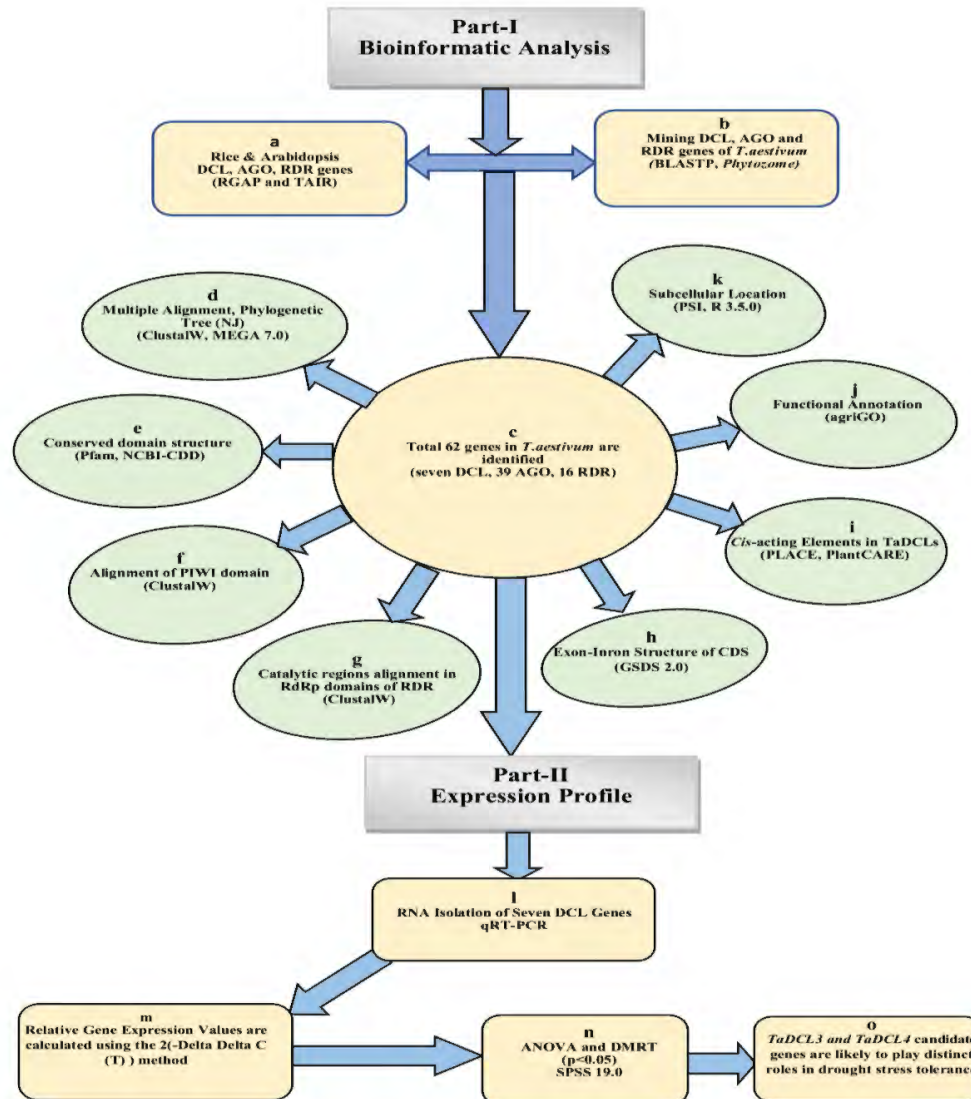 Part-I
Bioinformatic Analysis
a
Rice & Arabidopsis
DCL, AGO, RDR genes
(RGAP and TAIR)
b
Mining DCL, AGO and
RDR genes of T.aestivum
(BLASTP, Phytozome)
d
Multiple Alignment, Phylogenetic
Tree (NJ)
(ClustalW, MEGA 7.0)
k
Subcellular Location
(PSI, R 3.5.0)
e
Conserved domain structure
(Pfam, NCBI-CDD)
c
Total 62 genes in T.aestivum are
identified
(seven DCL, 39 AGO, 16 RDR)
j
Functional Annotation
(agriGO)
f
Alignment of PIWI domain
(ClustalW)
i
Cis-acting Elements in TaDCLs
(PLACE, PlantCARE)
g
Catalytic regions alignment in
RdRp domains of RDR
(ClustalW)
h
Exon-Inron Structure of CDS
(GSDS 2.0)
Part-II
Expression Profile
l
RNA Isolation of Seven DCL Genes
qRT-PCR
m
Relative Gene Expression Values are
calculated using the 2(-Delta Delta C
(T) ) method
n
ANOVA and DMRT
(p<0.05)
SPSS 19.0
o
TaDCL3 and TaDCL4 candidate
genes are likely to play distinct
roles in drought stress tolerance